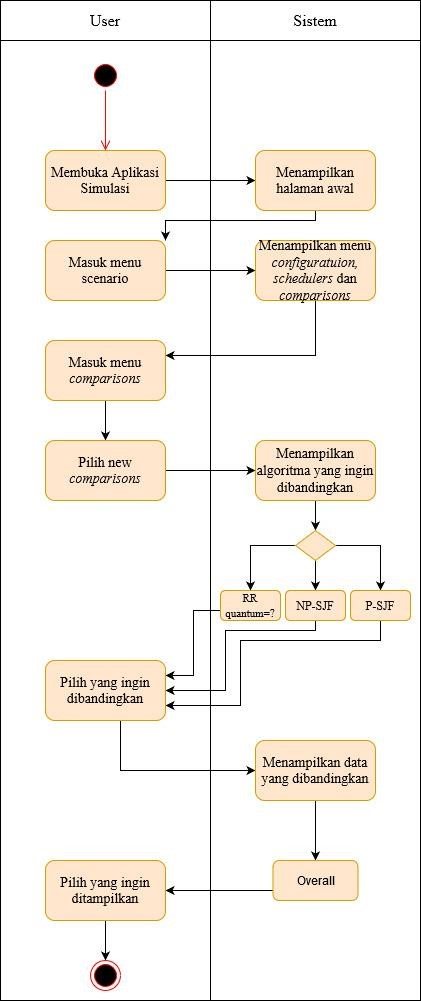 User
Sistem
Membuka Aplikasi
Simulasi
Menampilkan
halaman awal
Masuk menu
scenario
Menampilkan menu
configuratuion,
schedulers dan
comparisons
Masuk menu
comparisons
Pilih new
comparisons
Menampilkan
algoritma yang ingin
dibandingkan
RR
quantum=?
NP-SJF
P-SJF
Pilih yang ingin
dibandingkan
Menampilkan data
yang dibandingkan
Overall
Pilih yang ingin
ditampilkan